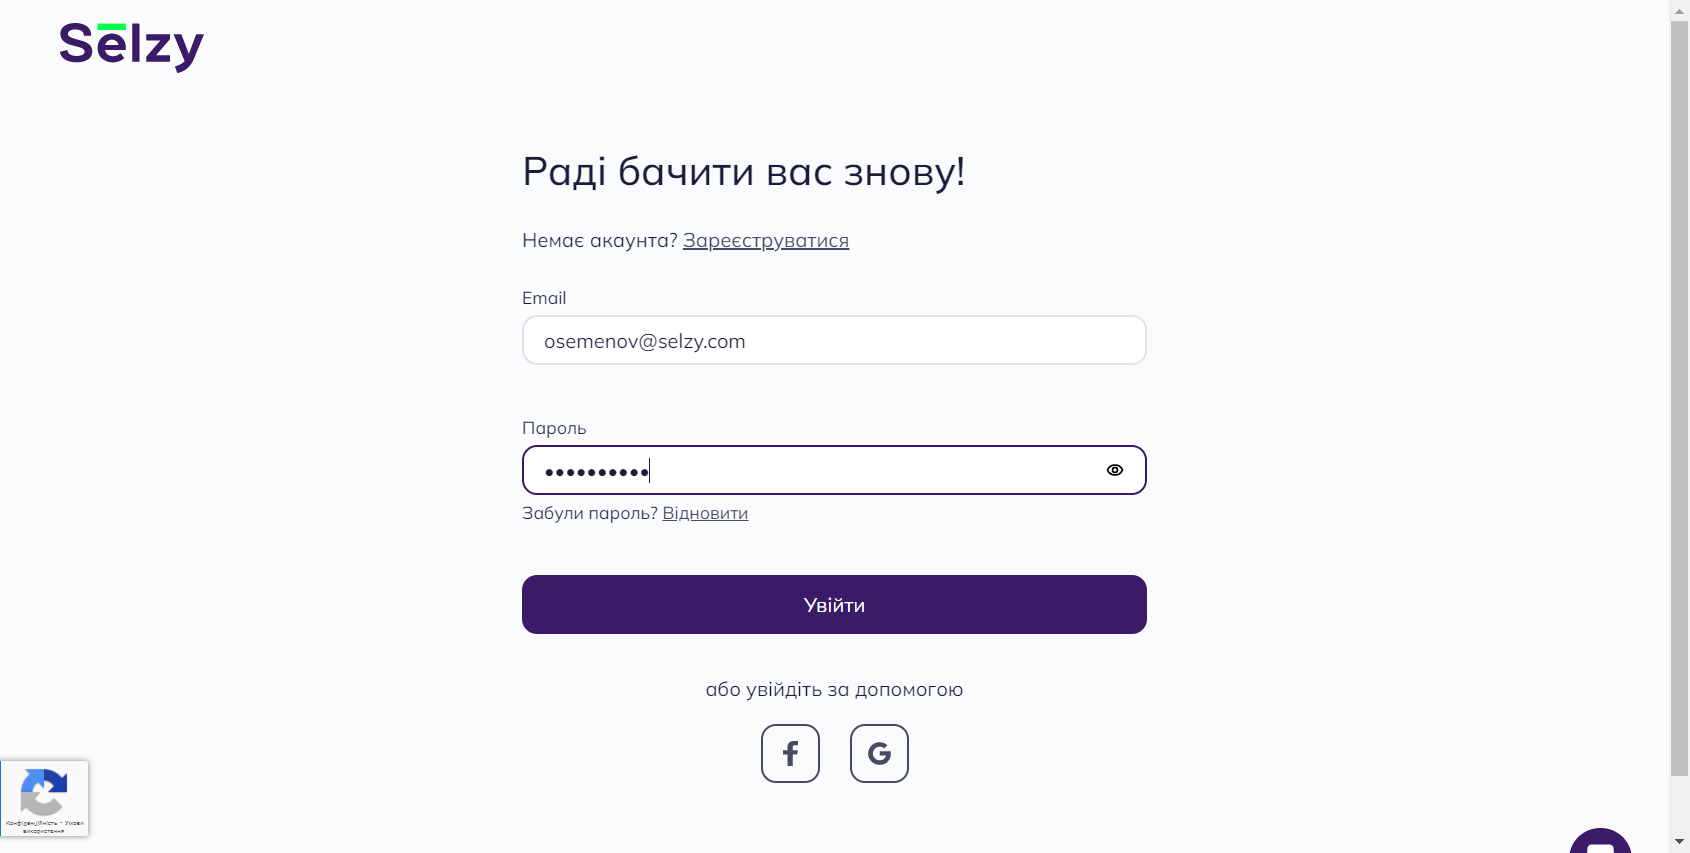 Selzy
Раді бачити вас знову!
Немає акаунта? Зареєструватися
Email
osemenov@selzy.com
Пароль
••••••••••
Забули пароль? Відновити
Увійти
або увійдіть за допомогою
Конфіденційність - Умови
використання